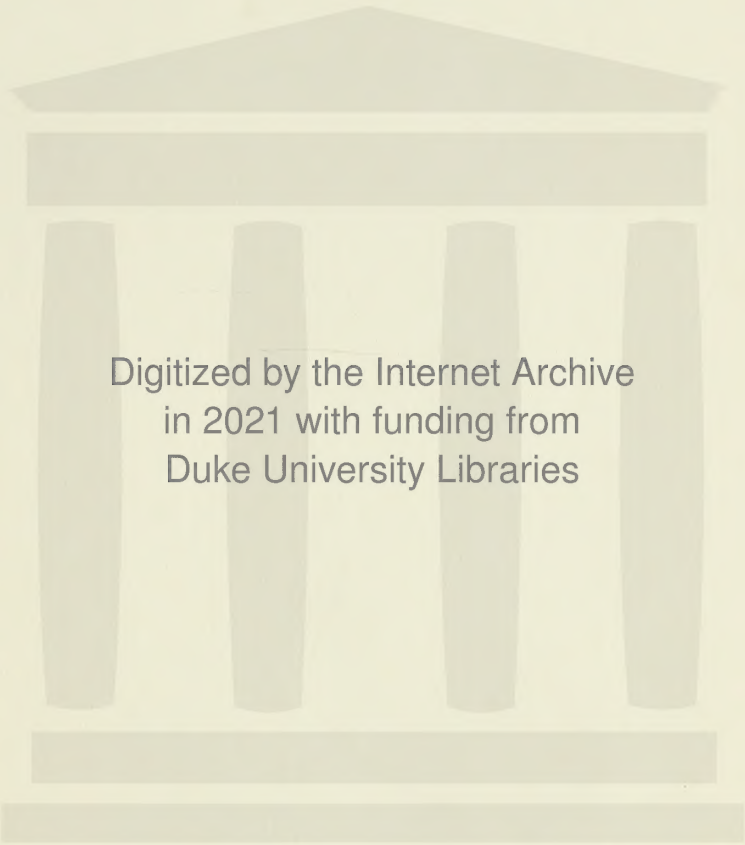 Digitized by the Internet Archive
in 2021 with funding from
Duke University Libraries